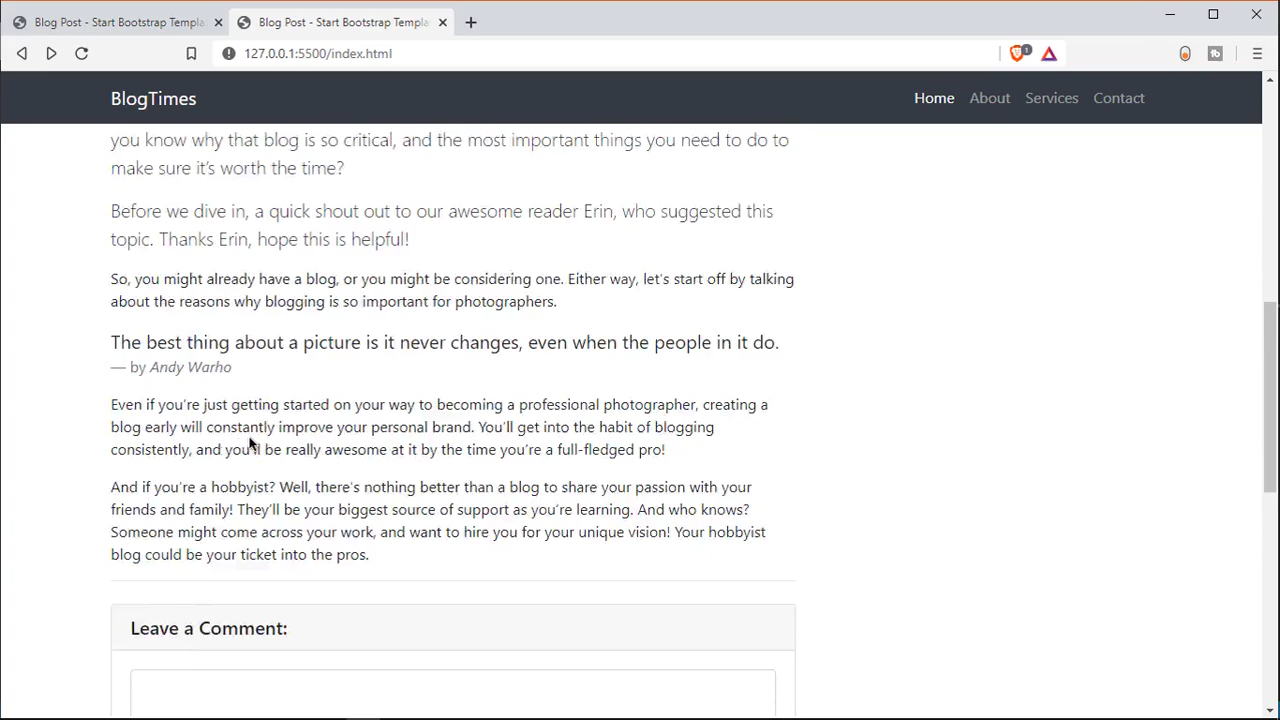 Blog Post - Start Bootstrap Templa
Blog Post - Start Bootstrap Templa
127.0.0.1:5500/index.html
1
BlogTimes
Home About Services Contact
you know why that blog is so critical, and the most important things you need to do to
make sure it's worth the time?
Before we dive in, a quick shout out to our awesome reader Erin, who suggested this
topic. Thanks Erin, hope this is helpful!
So, you might already have a blog, or you might be considering one. Either way, let's start off by talking
about the reasons why blogging is so important for photographers.
The best thing about a picture is it never changes, even when the people in it do.
— by Andy Warho
Even if you're just getting started on your way to becoming a professional photographer, creating a
blog early will constantly improve your personal brand. You'll get into the habit of blogging
consistently, and you'll be really awesome at it by the time you're a full-fledged pro!
And if you're a hobbyist? Well, there's nothing better than a blog to share your passion with your
friends and family! They'll be your biggest source of support as you're learning. And who knows?
Someone might come across your work, and want to hire you for your unique vision! Your hobbyist
blog could be your ticket into the pros.
Leave a Comment: